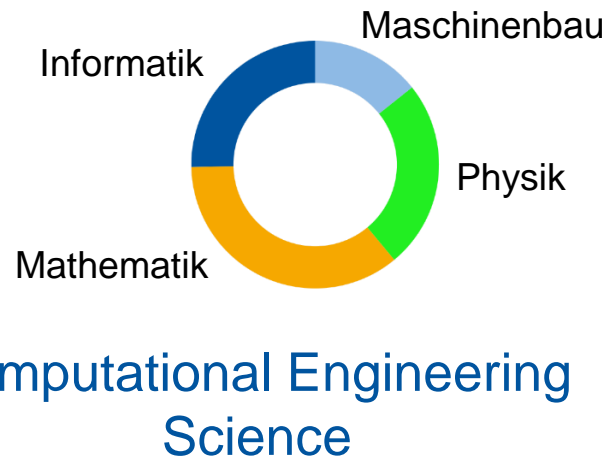 Maschinenbau
Informatik
Physik
Mathematik
mputational Engineering
Science